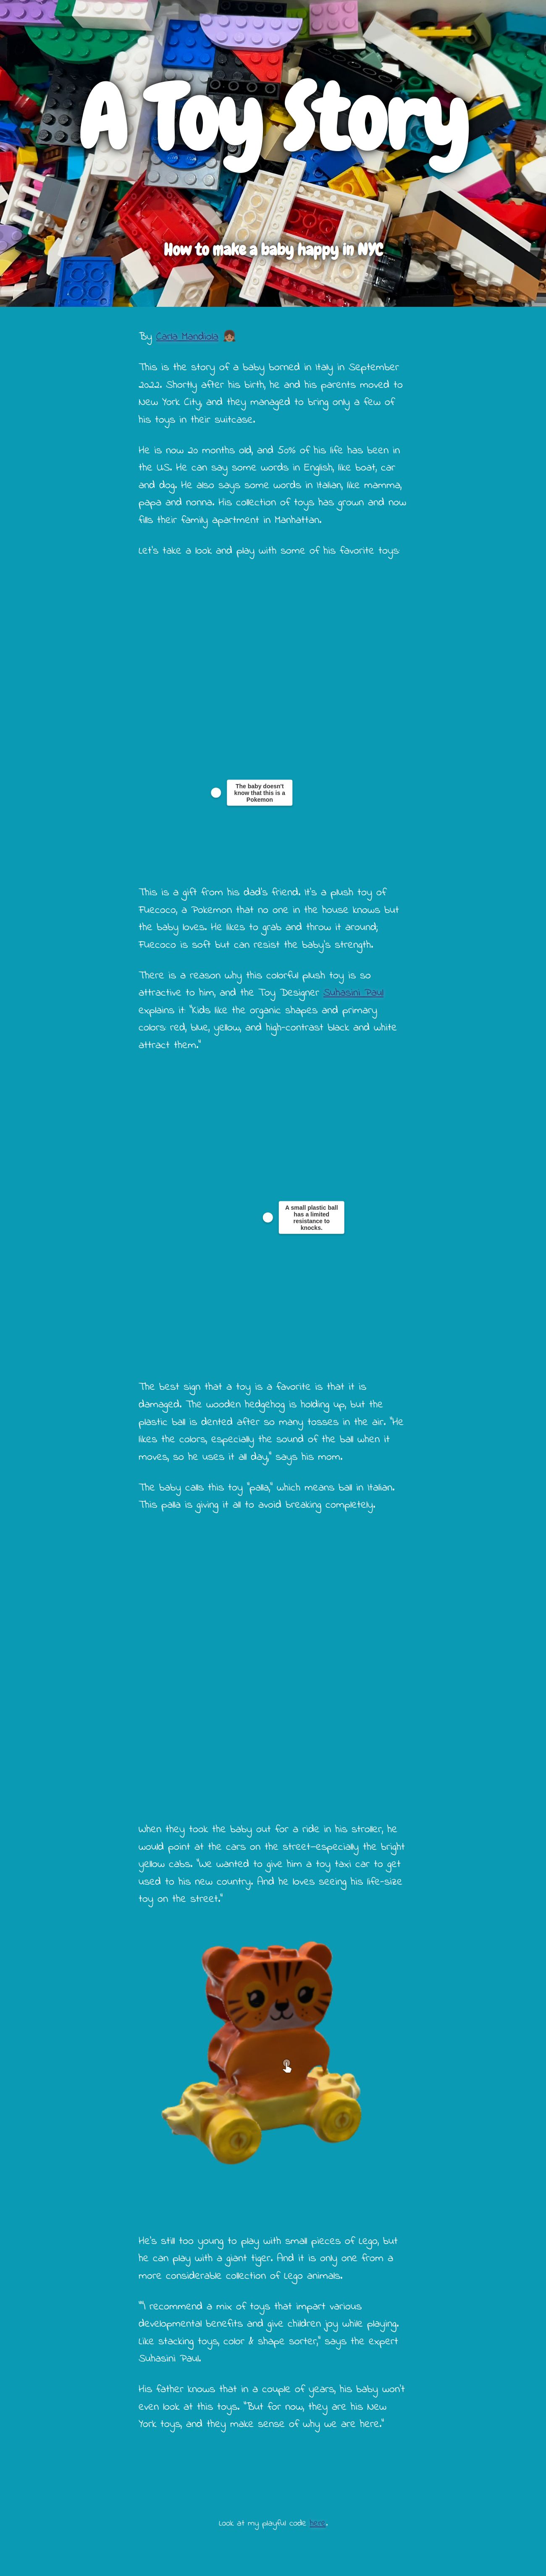 A Toy Story
How to make a baby happy in NYC
By Carla Mandiola 👧🏽
This is the story of a baby borned in Italy in September
2022. Shortly after his birth, he and his parents moved to
New York City, and they managed to bring only a few of
his toys in their suitcase.
He is now 20 months old, and 50% of his life has been in
the US. He can say some words in English, like boat, car
and dog. He also says some words in Italian, like mamma,
papa and nonna. His collection of toys has grown and now
fills their family apartment in Manhattan.
Let's take a look and play with some of his favorite toys:
The baby doesn't
know that this is a
Pokemon
This is a gift from his dad's friend. It's a plush toy of
Fuecoco, a Pokemon that no one in the house knows but
the baby loves. He likes to grab and throw it around;
Fuecoco is soft but can resist the baby's strength.
There is a reason why this colorful plush toy is so
attractive to him, and the Toy Designer Suhasini Paul
explains it: "Kids like the organic shapes and primary
colors: red, blue, yellow, and high-contrast black and white
attract them."
A small plastic ball
has a limited
resistance to
knocks.
The best sign that a toy is a favorite is that it is
damaged. The wooden hedgehog is holding up, but the
plastic ball is dented after so many tosses in the air. "He
likes the colors, especially the sound of the ball when it
moves, so he uses it all day," says his mom.
The baby calls this toy "palla," which means ball in Italian.
This palla is giving it all to avoid breaking completely.
When they took the baby out for a ride in his stroller, he
would point at the cars on the street—especially the bright
yellow cabs. "We wanted to give him a toy taxi car to get
used to his new country. And he loves seeing his life-size
toy on the street."
He's still too young to play with small pieces of Lego, but
he can play with a giant tiger. And it is only one from a
more considerable collection of Lego animals.
""I recommend a mix of toys that impart various
developmental benefits and give children joy while playing.
Like stacking toys, color & shape sorter," says the expert
Suhasini Paul.
His father knows that in a couple of years, his baby won't
even look at this toys. "But for now, they are his New
York toys, and they make sense of why we are here."
Look at my playful code here.